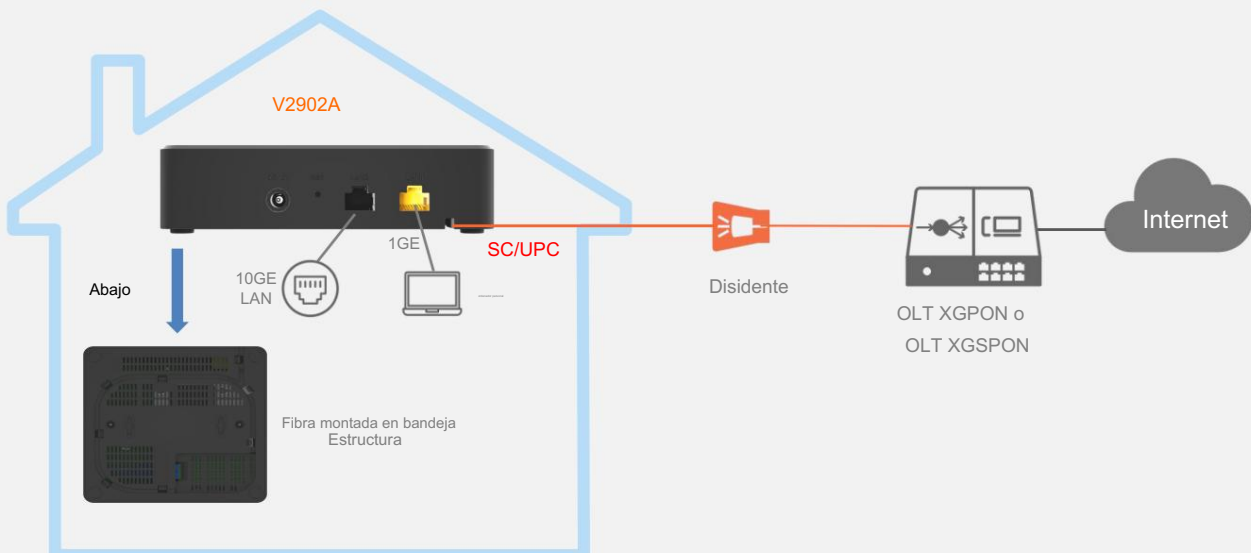 V2902A
10GE
LAN
1GE
SC/UPC
Abajo
Fibra montada en bandeja
Estructura
Disidente
OLT XGPON o
OLT XGSPON
Internet